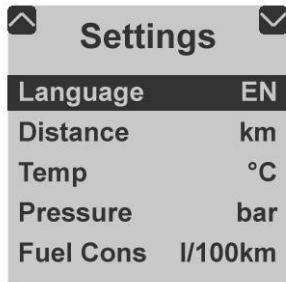 Settings
Language EN
Distance km
Temp °C
Pressure bar
Fuel Cons l/100km